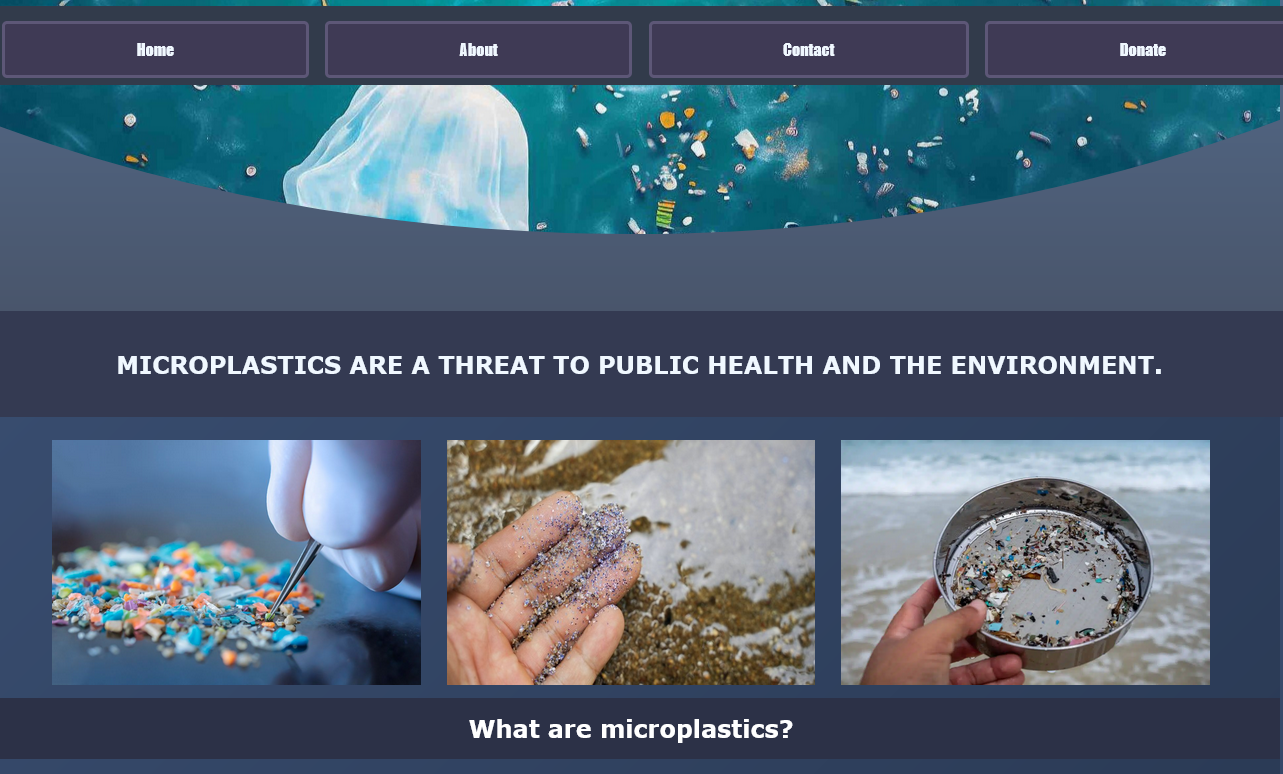 Home
About
Contact
Donate
MICROPLASTICS ARE A THREAT TO PUBLIC HEALTH AND THE ENVIRONMENT.
What are microplastics?